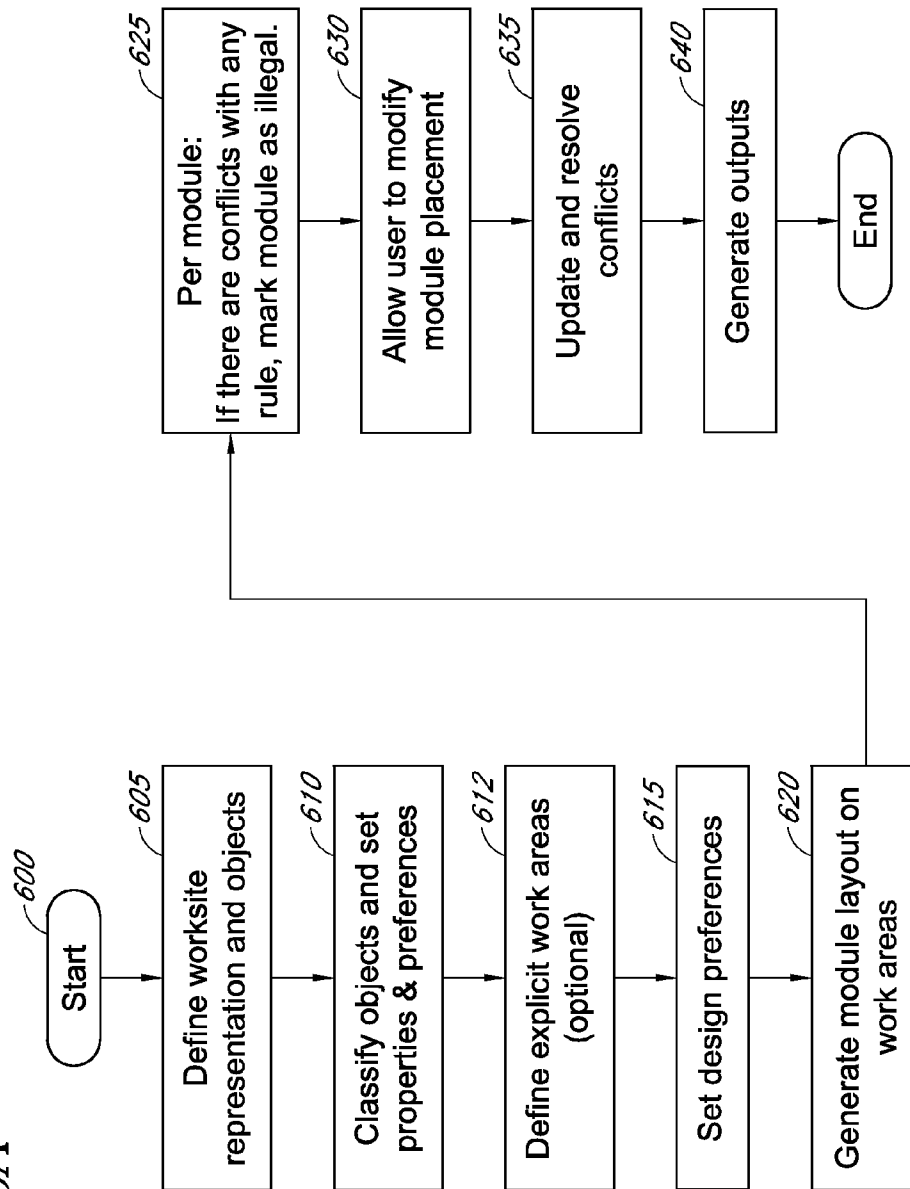 600
Start
605
Define worksite
representation and objects
610
Classify objects and set
properties & preferences
612
Define explicit work areas
(optional)
615
Set design preferences
620
Generate module layout on
work areas
625
Per module:
If there are conflicts with any
rule, mark module as illegal.
630
Allow user to modify
module placement
635
Update and resolve
conflicts
640
Generate outputs
End